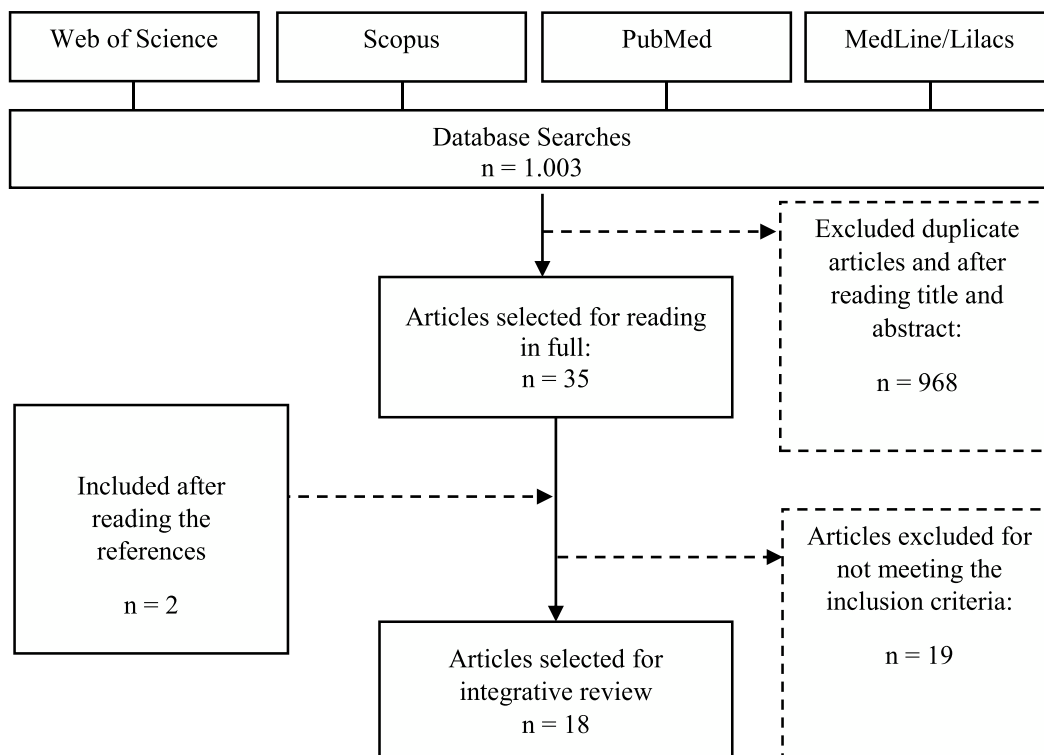 Web of Science
Scopus
PubMed
MedLine/Lilacs
Database Searches
n = 1.003
Excluded duplicate
articles and after
reading title and
abstract:
n = 968
Articles selected for reading
in full:
n = 35
Included after
reading the
references
n = 2
Articles excluded for
not meeting the
inclusion criteria:
n = 19
Articles selected for
integrative review
n = 18